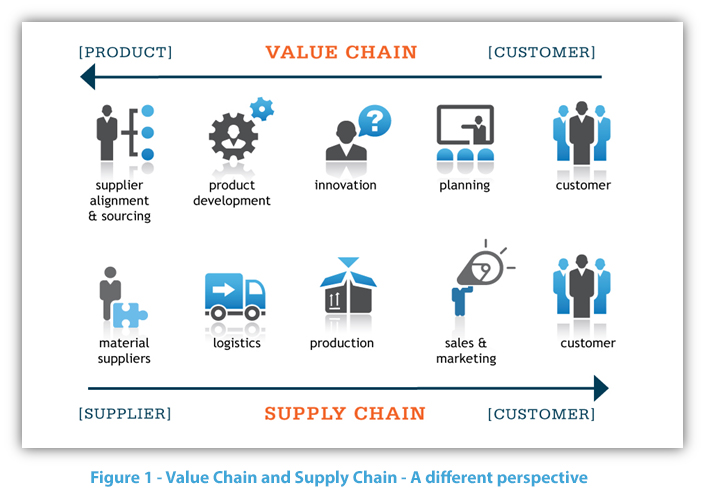 [PRODUCT] VALUE CHAIN [CUSTOMER]
?
supplier alignment & sourcing
product development
innovation
planning
customer
material suppliers
logistics
production
sales & marketing
customer
[SUPPLIER] SUPPLY CHAIN [CUSTOMER]
Figure 1 - Value Chain and Supply Chain - A different perspective